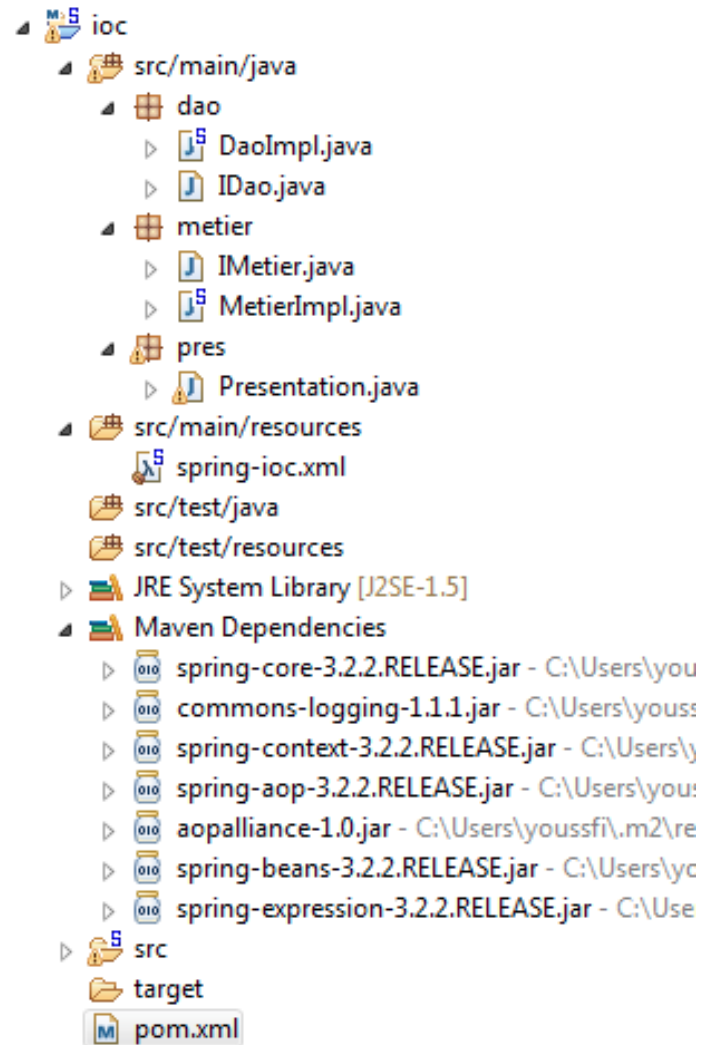 ioc
src/main/java
dao
DaoImpl.java
IDao.java
metier
IMetier.java
MetierImpl.java
pres
Presentation.java
src/main/resources
spring-ioc.xml
src/test/java
src/test/resources
JRE System Library [J2SE-1.5]
Maven Dependencies
spring-core-3.2.2.RELEASE.jar - C:\Users\you
commons-logging-1.1.1.jar - C:\Users\youss
spring-context-3.2.2.RELEASE.jar - C:\Users\y
spring-aop-3.2.2.RELEASE.jar - C:\Users\yous
aopalliance-1.0.jar - C:\Users\youssfi\.m2\re
spring-beans-3.2.2.RELEASE.jar - C:\Users\yo
spring-expression-3.2.2.RELEASE.jar - C:\Use
src
target
pom.xml